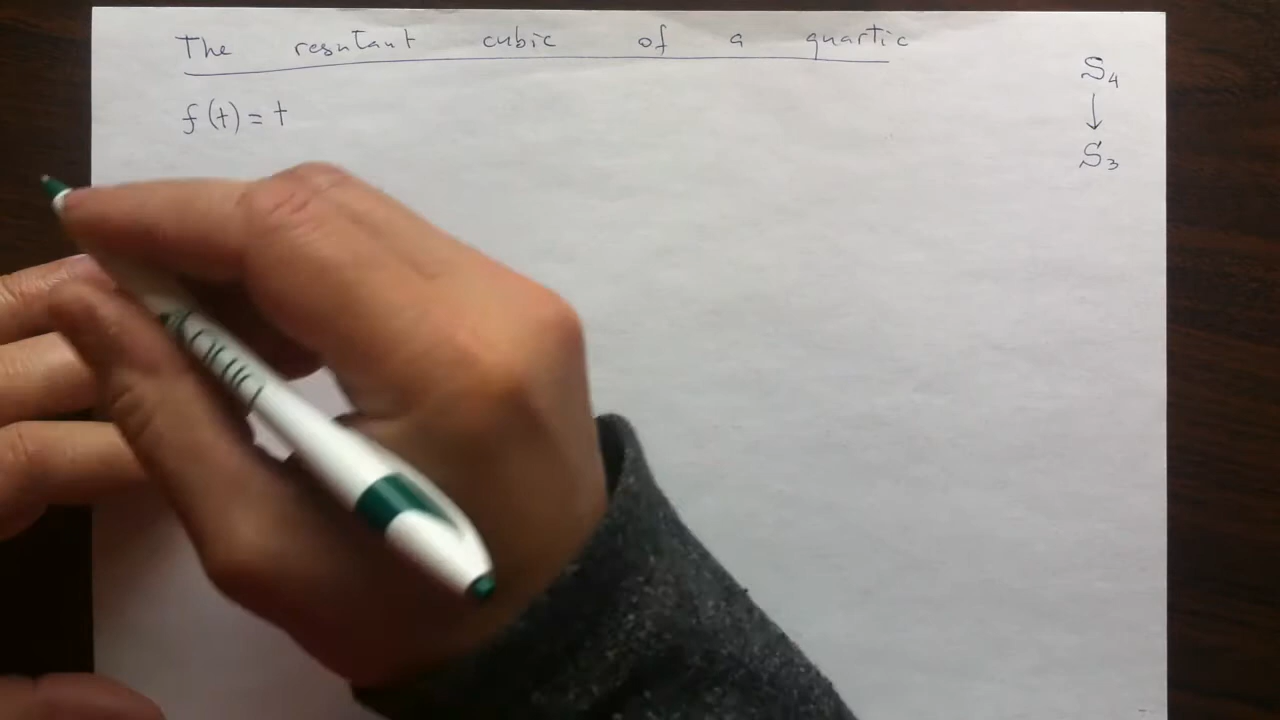 The resultant cubic of a quartic
f(t) = t
S₄
↓
S₃